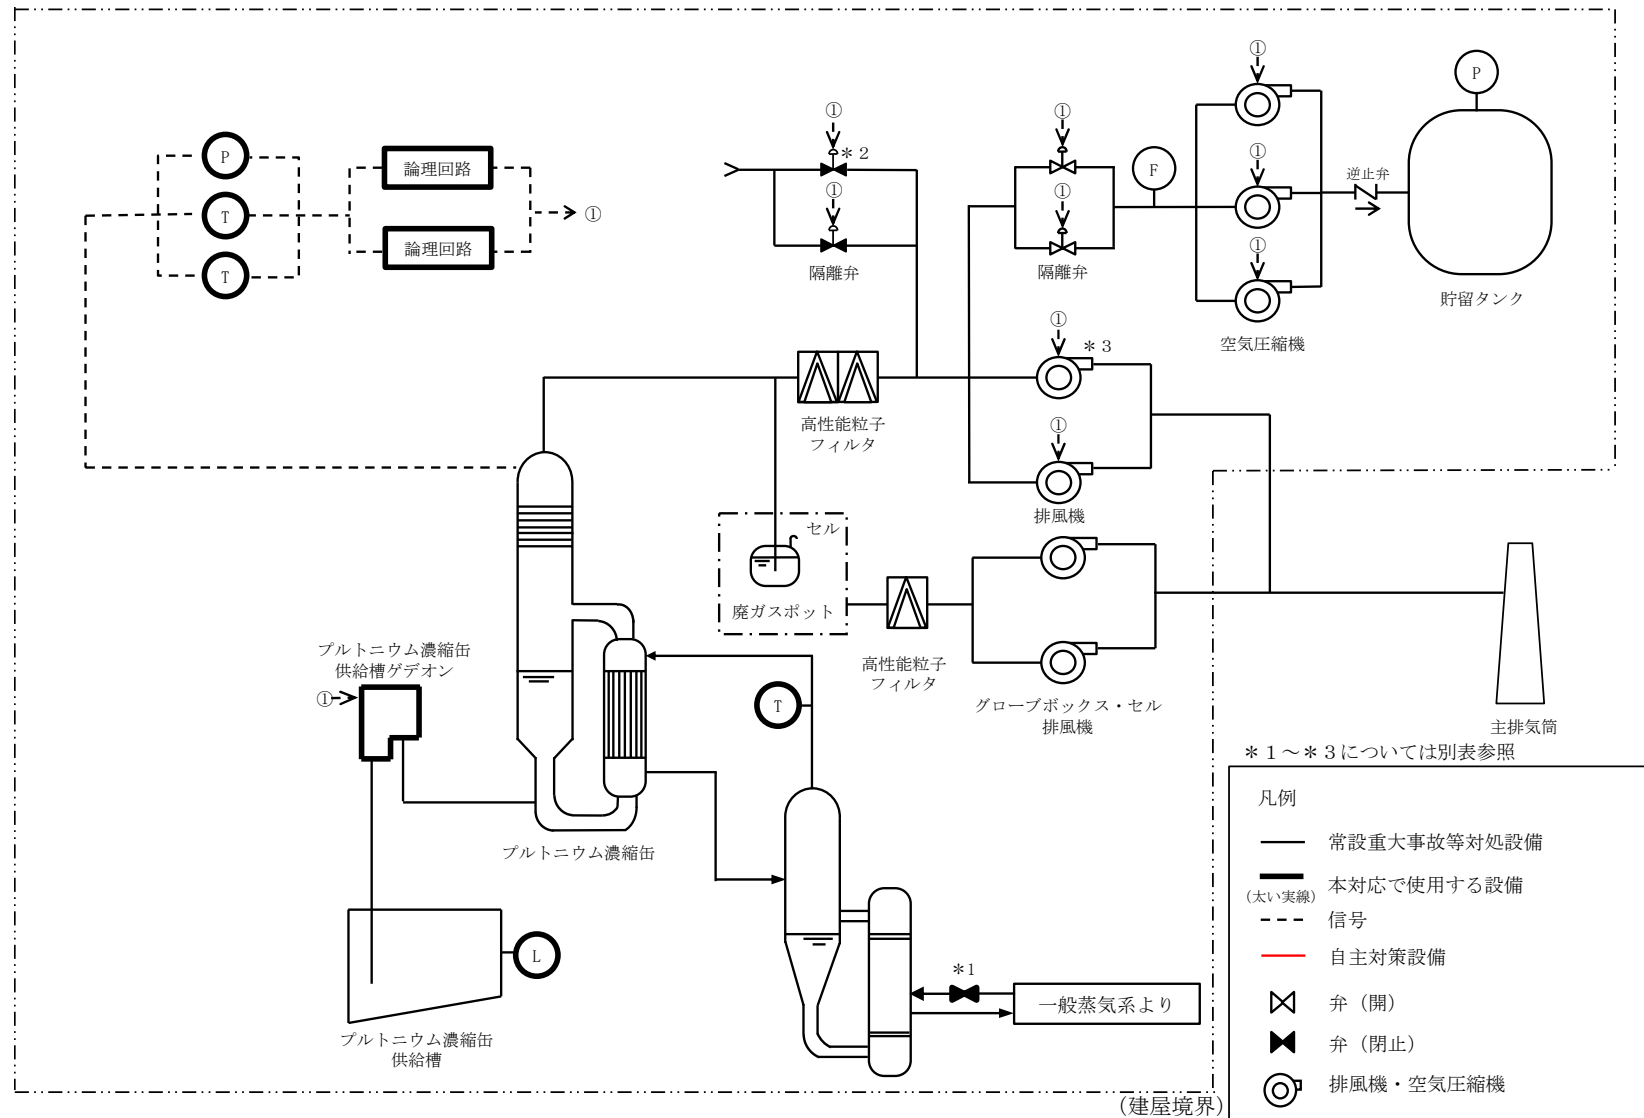 ①
P
①
①
＊２
P
論理回路
F
①
逆止弁
T
①
①
論理回路
①
隔離弁
隔離弁
①
T
貯留タンク
空気圧縮機
①
＊３
高性能粒子
フィルタ
①
排風機
セル
廃ガスポット
プルトニウム濃縮缶
供給槽ゲデオン
①
高性能粒子
フィルタ
T
グローブボックス・セル
排風機
主排気筒
＊１～＊３については別表参照
凡例
常設重大事故等対処設備
プルトニウム濃縮缶
本対応で使用する設備
（太い実線）
信号
L
自主対策設備
＊1
一般蒸気系より
弁（開）
プルトニウム濃縮缶
供給槽
弁（閉止）
排風機・空気圧縮機
（建屋境界）